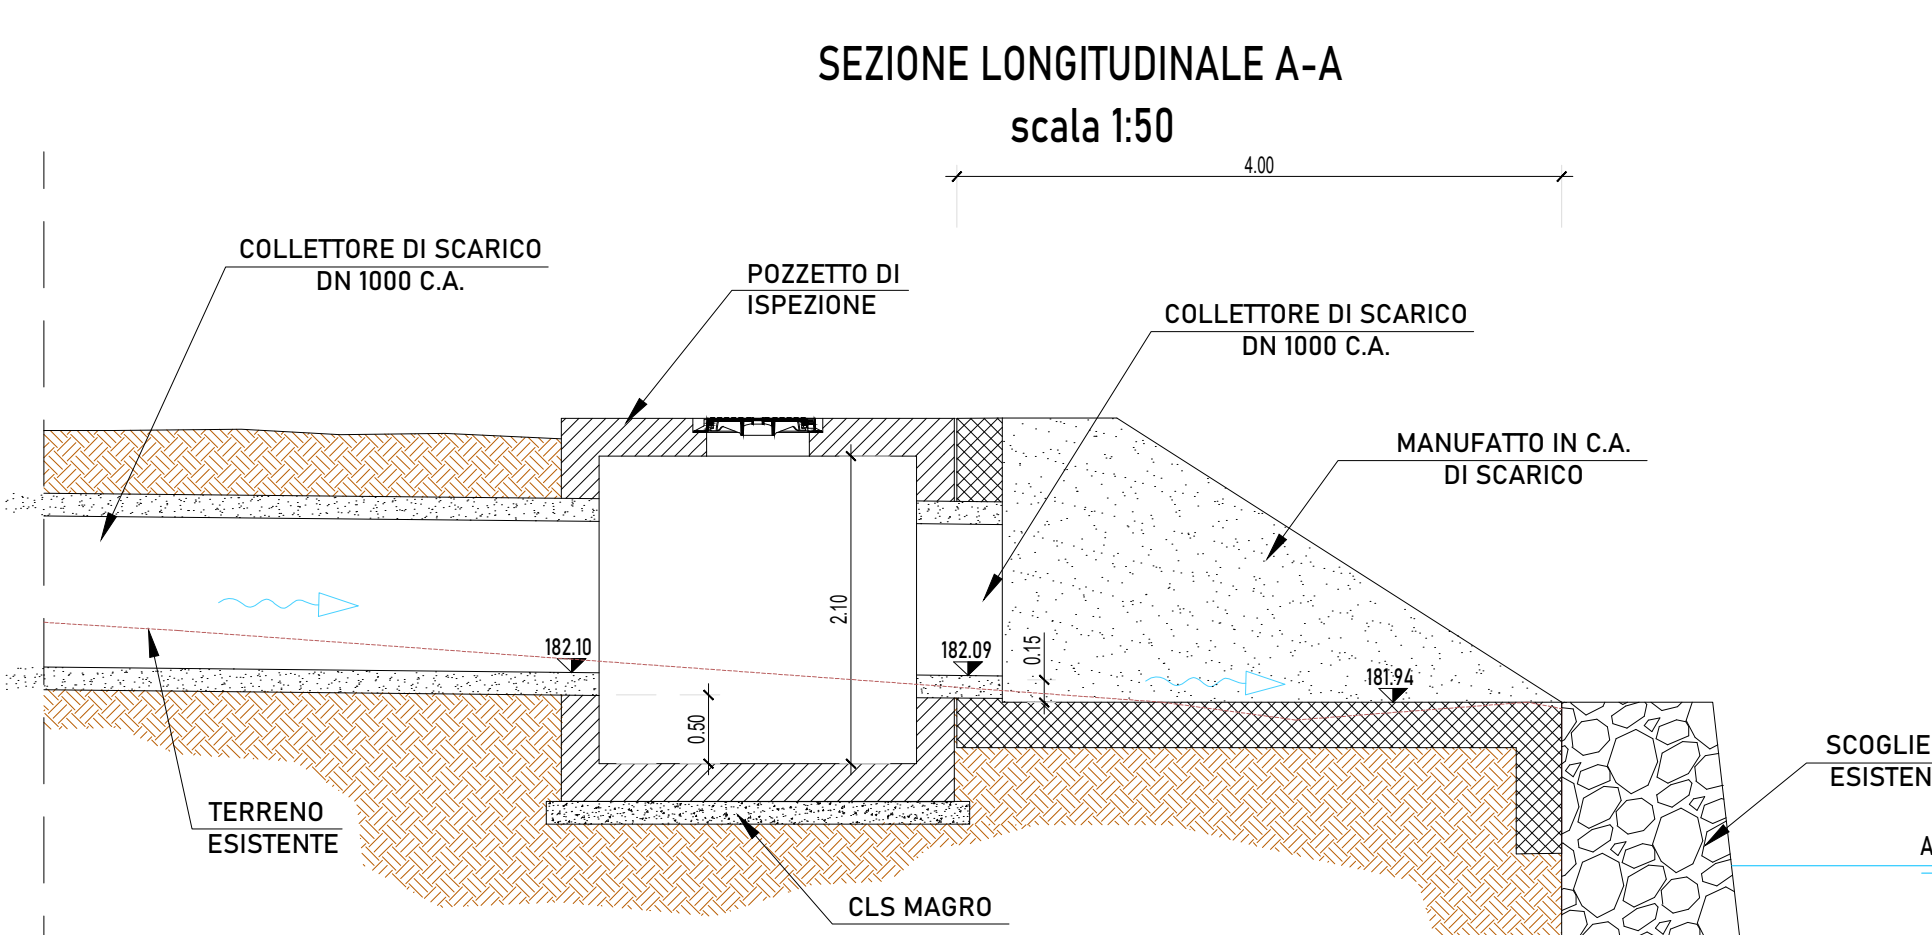 SEZIONE LONGITUDINALE A-A
scala 1:50
4.00
COLLETTORE DI SCARICO
DN 1000 C.A.
POZZETTO DI
ISPEZIONE
COLLETTORE DI SCARICO
DN 1000 C.A.
MANUFATTO IN C.A.
DI SCARICO
2.10
182.10
182.09
0.15
181.94
0.50
SCOGLIE
ESISTEN
TERRENO
ESISTENTE
A
CLS MAGRO